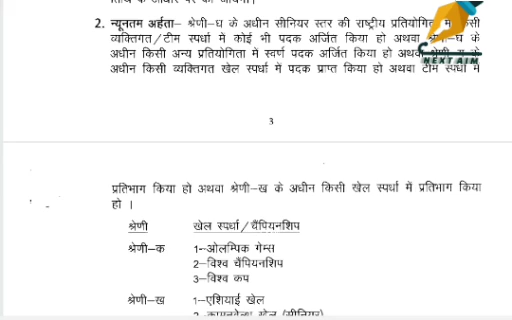 2. न्यूनतम अर्हता– श्रेणी–घ के अधीन सीनियर स्तर की राष्ट्रीय प्रतियोगिता में किसी
व्यक्तिगत/टीम स्पर्धा में कोई भी पदक अर्जित किया हो अथवा श्रेणी–घ के
अधीन किसी अन्य प्रतियोगिता में स्वर्ण पदक अर्जित किया हो अथवा के
अधीन किसी व्यक्तिगत खेल स्पर्धा में पदक प्राप्त किया हो अथवा टीम स्पर्धा में
NEXT AIM
3
प्रतिभाग किया हो अथवा श्रेणी–ख के अधीन किसी खेल स्पर्धा में प्रतिभाग किया
हो ।
श्रेणी खेल स्पर्धा/चैंपियनशिप
श्रेणी–क 1–ओलम्पिक गेम्स
2–विश्व चैंपियनशिप
3–विश्व कप
श्रेणी–ख 1–एशियाई खेल